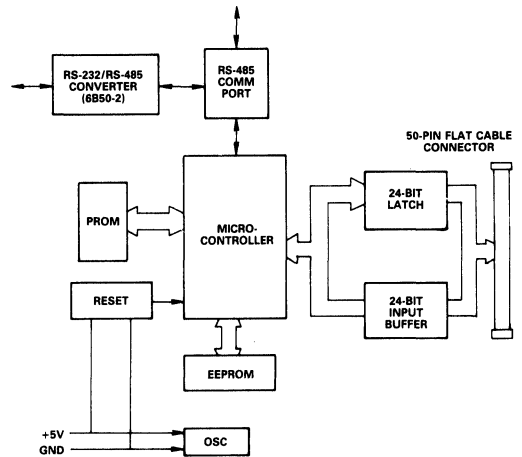 RS-232/RS-485
CONVERTER
(6B50-2)
RS-485
COMM
PORT
50-PIN FLAT CABLE
CONNECTOR
PROM
MICRO-
CONTROLLER
24-BIT
LATCH
RESET
24-BIT
INPUT
BUFFER
EEPROM
+5V
GND
OSC